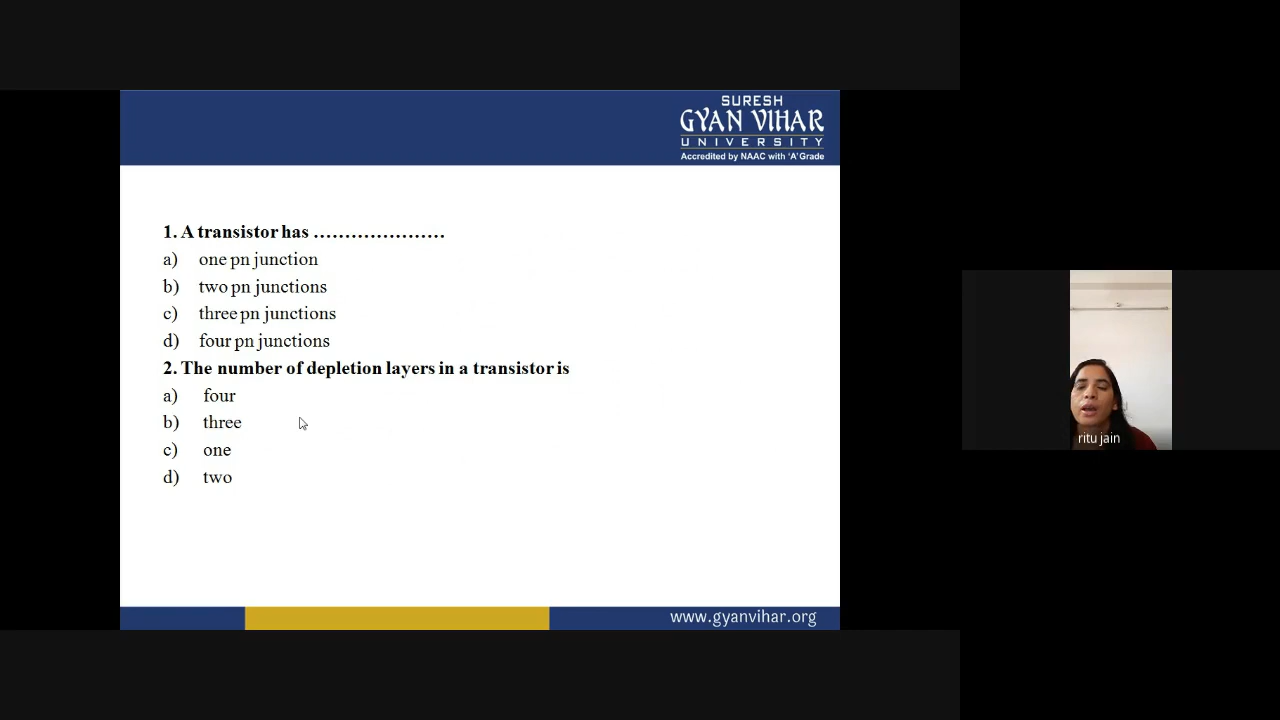 SURESH
GYAN VIHAR
UNIVERSITY
Accredited by NAAC with 'A' Grade
1. A transistor has …………………
a) one pn junction
b) two pn junctions
c) three pn junctions
d) four pn junctions
2. The number of depletion layers in a transistor is
a) four
b) three
c) one
d) two
ritu jain
www.gyanvihar.org